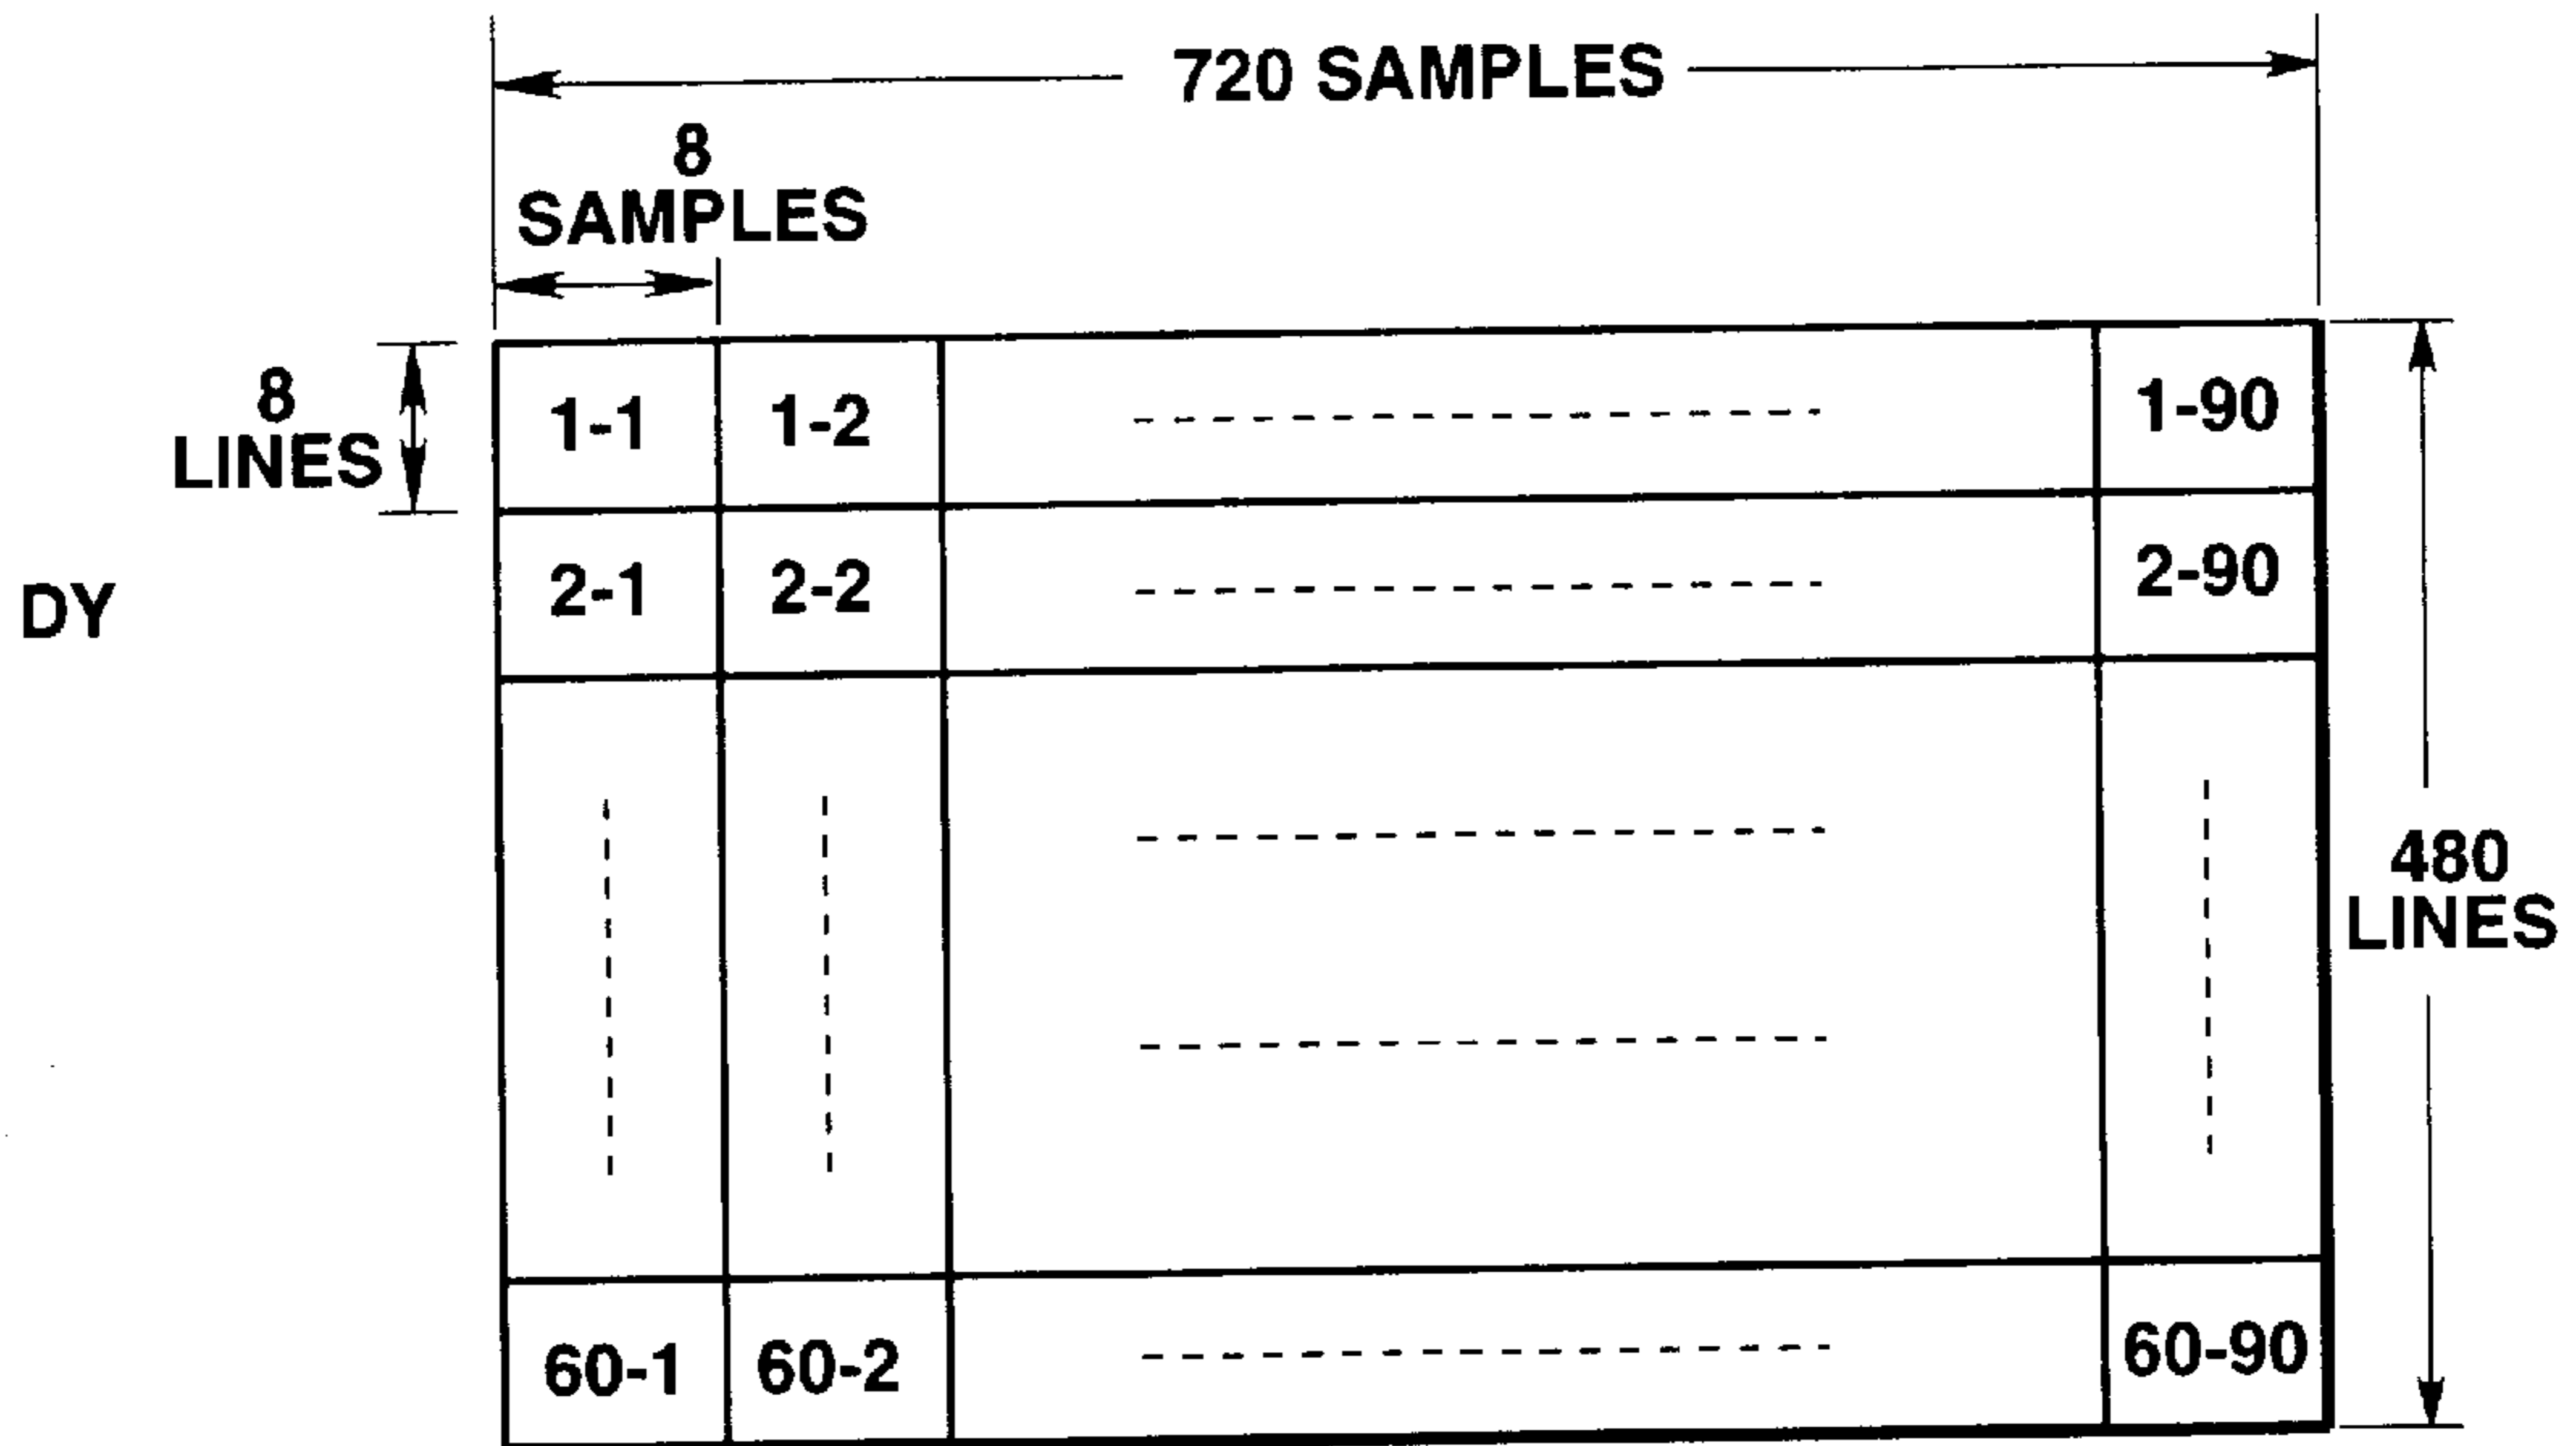 720 SAMPLES
8
SAMPLES
8
LINES
1-1 1-2 1-90
2-1 2-2 2-90
DY
480
LINES
60-1 60-2 60-90